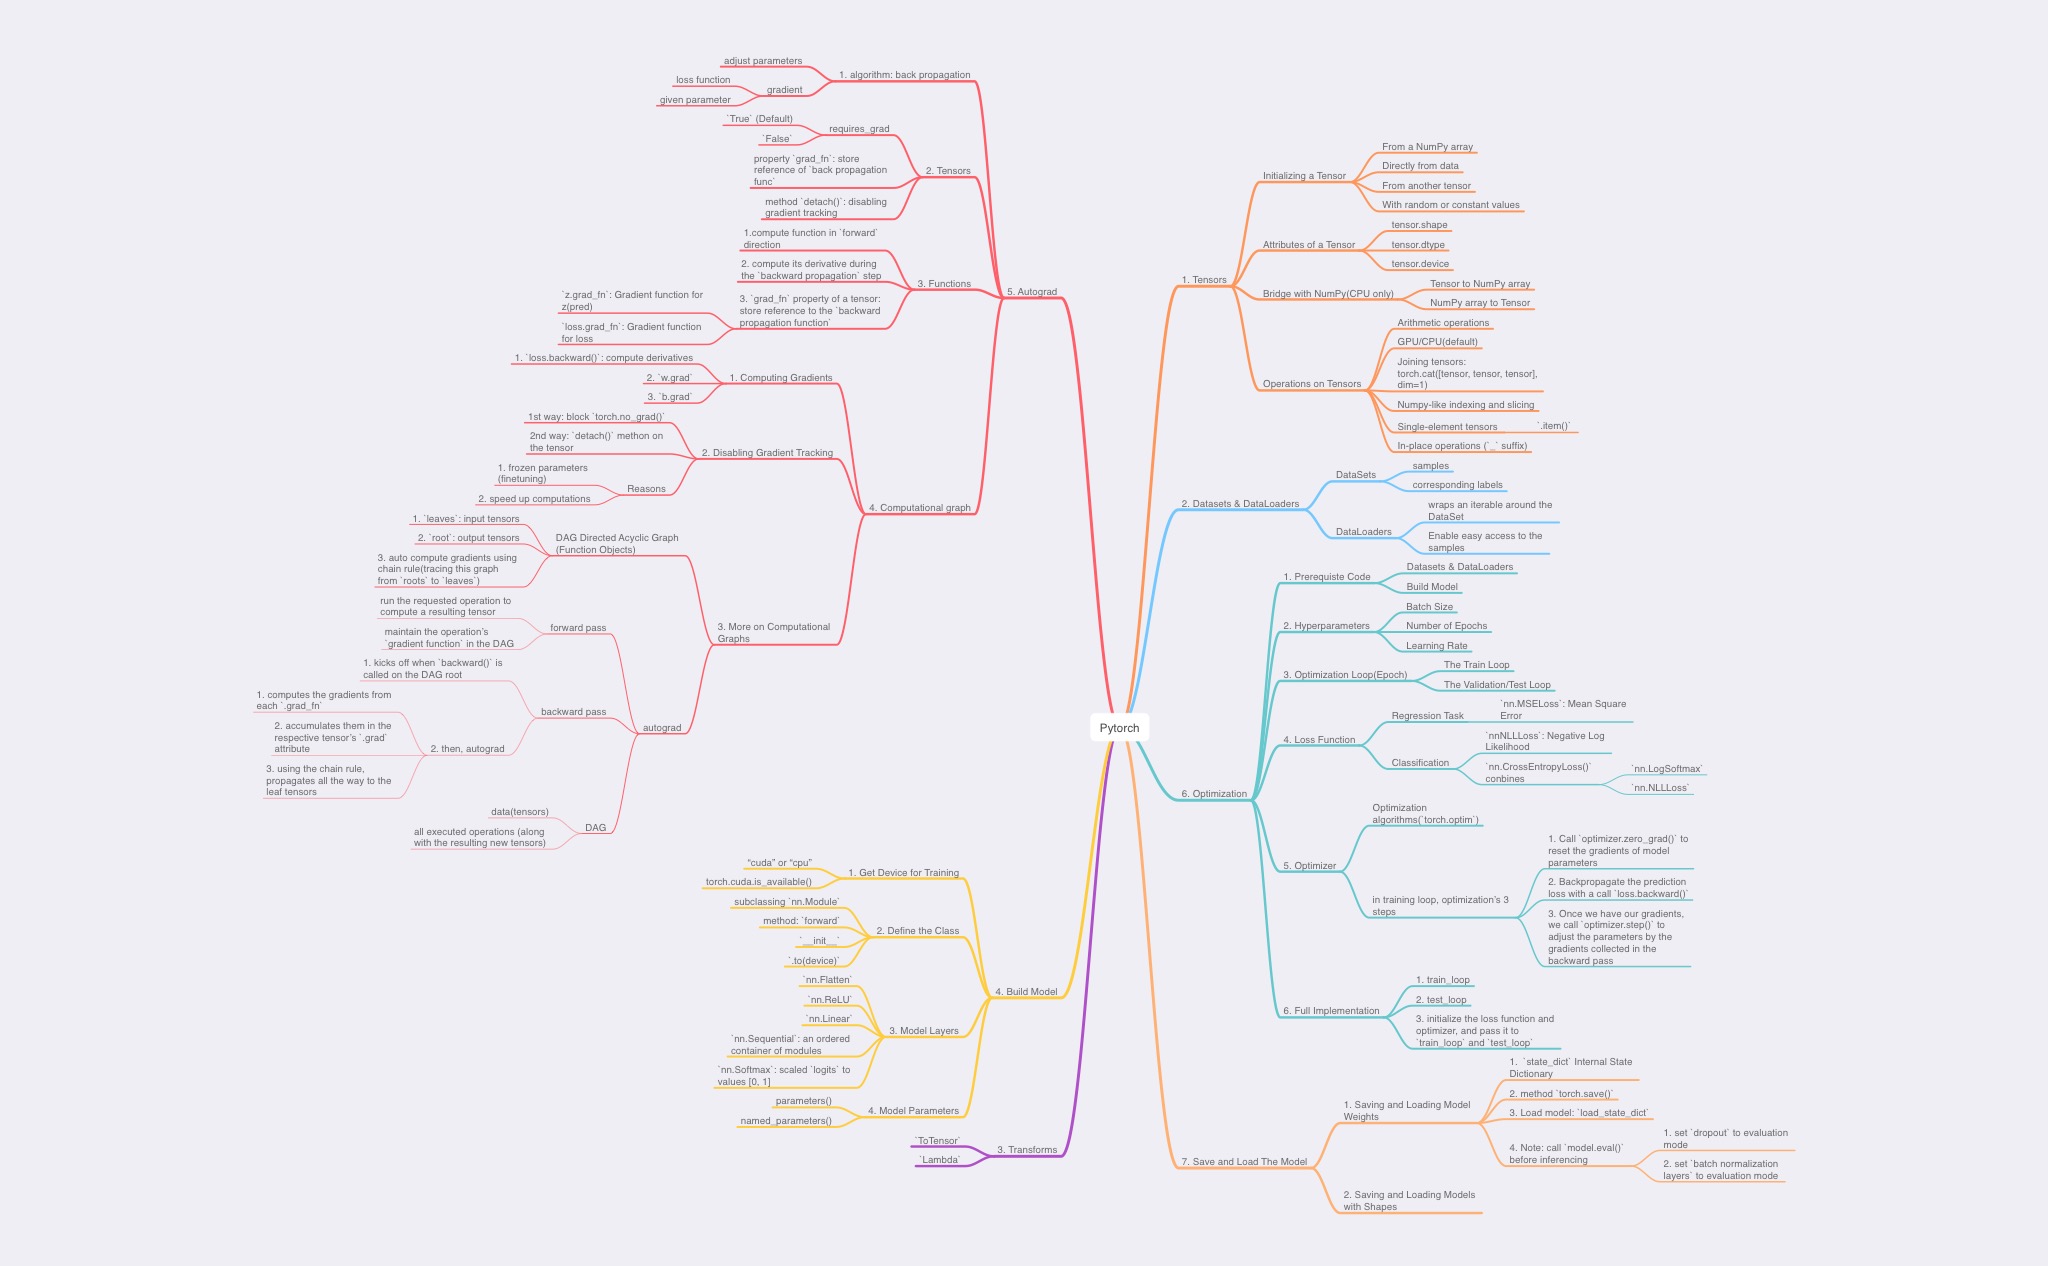 Pytorch
1. Tensors
Initializing a Tensor
From a NumPy array
Directly from data
From another tensor
With random or constant values
Attributes of a Tensor
tensor.shape
tensor.dtype
tensor.device
Bridge with NumPy(CPU only)
Tensor to NumPy array
NumPy array to Tensor
Operations on Tensors
Arithmetic operations
GPU/CPU(default)
Joining tensors:
torch.cat([tensor, tensor, tensor],
dim=1)
Numpy-like indexing and slicing
Single-element tensors
`.item()`
In-place operations (`_` suffix)
2. Datasets & DataLoaders
DataSets
samples
corresponding labels
DataLoaders
wraps an iterable around the
DataSet
Enable easy access to the
samples
3. Transforms
`ToTensor`
`Lambda`
4. Build Model
1. Get Device for Training
“cuda” or “cpu”
torch.cuda.is_available()
2. Define the Class
subclassing `nn.Module`
method: `forward`
`__init__`
`.to(device)`
3. Model Layers
`nn.Flatten`
`nn.ReLU`
`nn.Linear`
`nn.Sequential`: an ordered
container of modules
`nn.Softmax`: scaled `logits` to
values [0, 1]
4. Model Parameters
parameters()
named_parameters()
5. Autograd
1. algorithm: back propagation
adjust parameters
gradient
loss function
given parameter
2. Tensors
requires_grad
`True` (Default)
`False`
property `grad_fn`: store
reference of `back propagation
func`
method `detach()`: disabling
gradient tracking
3. Functions
1.compute function in `forward`
direction
2. compute its derivative during
the `backward propagation` step
3. `grad_fn` property of a tensor:
store reference to the `backward
propagation function`
`z.grad_fn`: Gradient function for
z(pred)
`loss.grad_fn`: Gradient function
for loss
4. Computational graph
1. Computing Gradients
1. `loss.backward()`: compute derivatives
2. `w.grad`
3. `b.grad`
2. Disabling Gradient Tracking
1st way: block `torch.no_grad()`
2nd way: `detach()` methon on
the tensor
Reasons
1. frozen parameters
(finetuning)
2. speed up computations
3. More on Computational
Graphs
DAG Directed Acyclic Graph
(Function Objects)
1. `leaves`: input tensors
2. `root`: output tensors
3. auto compute gradients using
chain rule(tracing this graph
from `roots` to `leaves`)
autograd
forward pass
run the requested operation to
compute a resulting tensor
maintain the operation’s
`gradient function` in the DAG
backward pass
1. kicks off when `backward()` is
called on the DAG root
2. then, autograd
1. computes the gradients from
each `.grad_fn`
2. accumulates them in the
respective tensor’s `.grad`
attribute
3. using the chain rule,
propagates all the way to the
leaf tensors
DAG
data(tensors)
all executed operations (along
with the resulting new tensors)
6. Optimization
1. Prerequiste Code
Datasets & DataLoaders
Build Model
2. Hyperparameters
Batch Size
Number of Epochs
Learning Rate
3. Optimization Loop(Epoch)
The Train Loop
The Validation/Test Loop
4. Loss Function
Regression Task
`nn.MSELoss`: Mean Square
Error
Classification
`nnNLLLoss`: Negative Log
Likelihood
`nn.CrossEntropyLoss()`
conbines
`nn.LogSoftmax`
`nn.NLLLoss`
5. Optimizer
Optimization
algorithms(`torch.optim`)
in training loop, optimization’s 3
steps
1. Call `optimizer.zero_grad()` to
reset the gradients of model
parameters
2. Backpropagate the prediction
loss with a call `loss.backward()`
3. Once we have our gradients,
we call `optimizer.step()` to
adjust the parameters by the
gradients collected in the
backward pass
6. Full Implementation
1. train_loop
2. test_loop
3. initialize the loss function and
optimizer, and pass it to
`train_loop` and `test_loop`
7. Save and Load The Model
1. Saving and Loading Model
Weights
1. `state_dict` Internal State
Dictionary
2. method `torch.save()`
3. Load model: `load_state_dict`
4. Note: call `model.eval()`
before inferencing
1. set `dropout` to evaluation
mode
2. set `batch normalization
layers` to evaluation mode
2. Saving and Loading Models
with Shapes